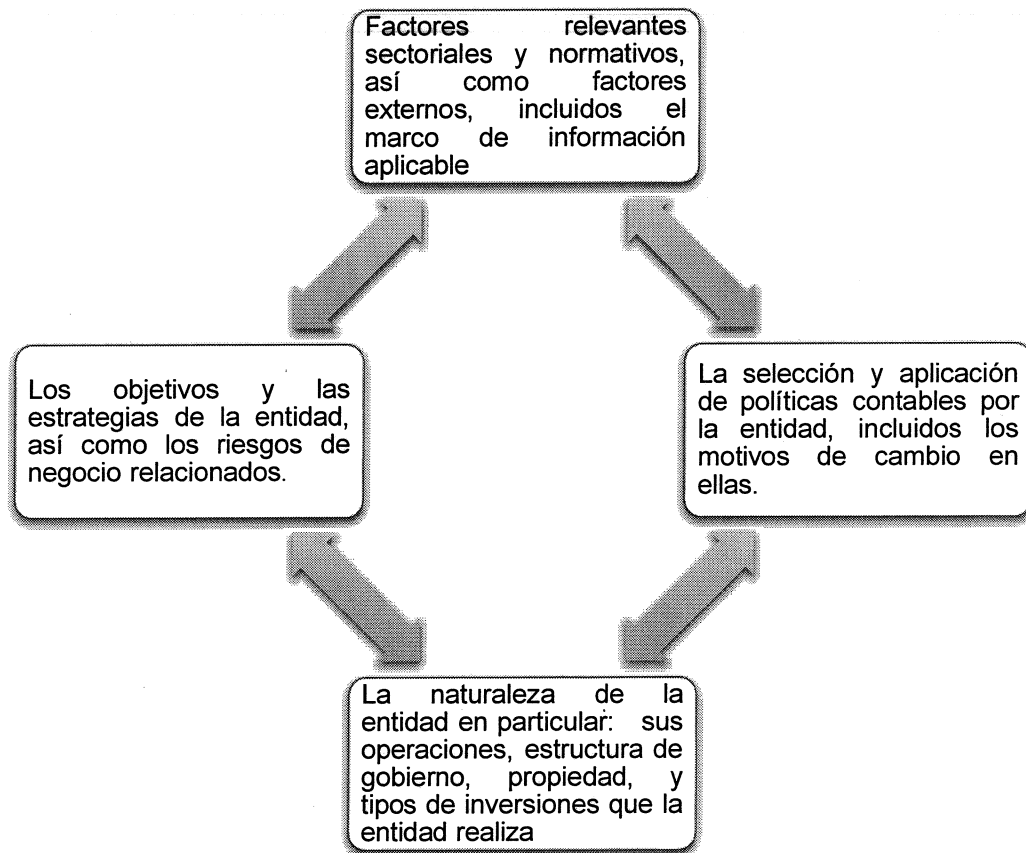 Factores relevantes
sectoriales y normativos,
así como factores
externos, incluidos el
marco de información
aplicable
Los objetivos y las
estrategias de la entidad,
así como los riesgos de
negocio relacionados.
La selección y aplicación
de políticas contables por
la entidad, incluidos los
motivos de cambio en
ellas.
La naturaleza de la
entidad en particular: sus
operaciones, estructura de
gobierno, propiedad, y
tipos de inversiones que la
entidad realiza